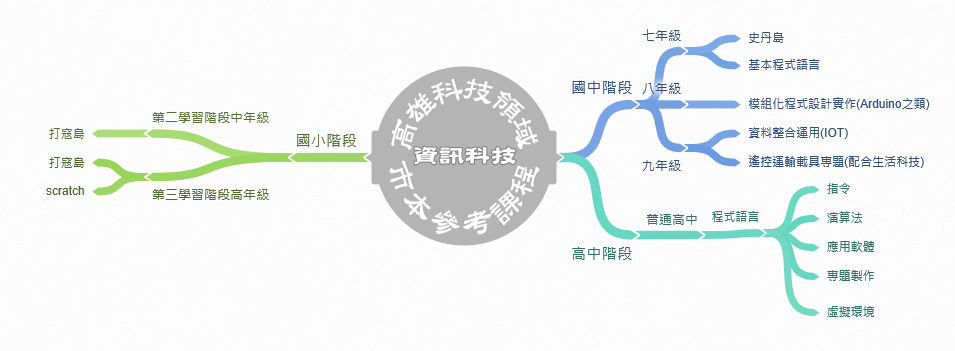 高雄科技領域
資訊科技
市本參考課程
國小階段
第二學習階段中年級
打寇島
第三學習階段高年級
打寇島
scratch
國中階段
七年級
史丹島
基本程式語言
八年級
模組化程式設計實作(Arduino之類)
九年級
資料整合運用(IOT)
遙控運輸載具專題(配合生活科技)
高中階段
普通高中
程式語言
指令
演算法
應用軟體
專題製作
虛擬環境